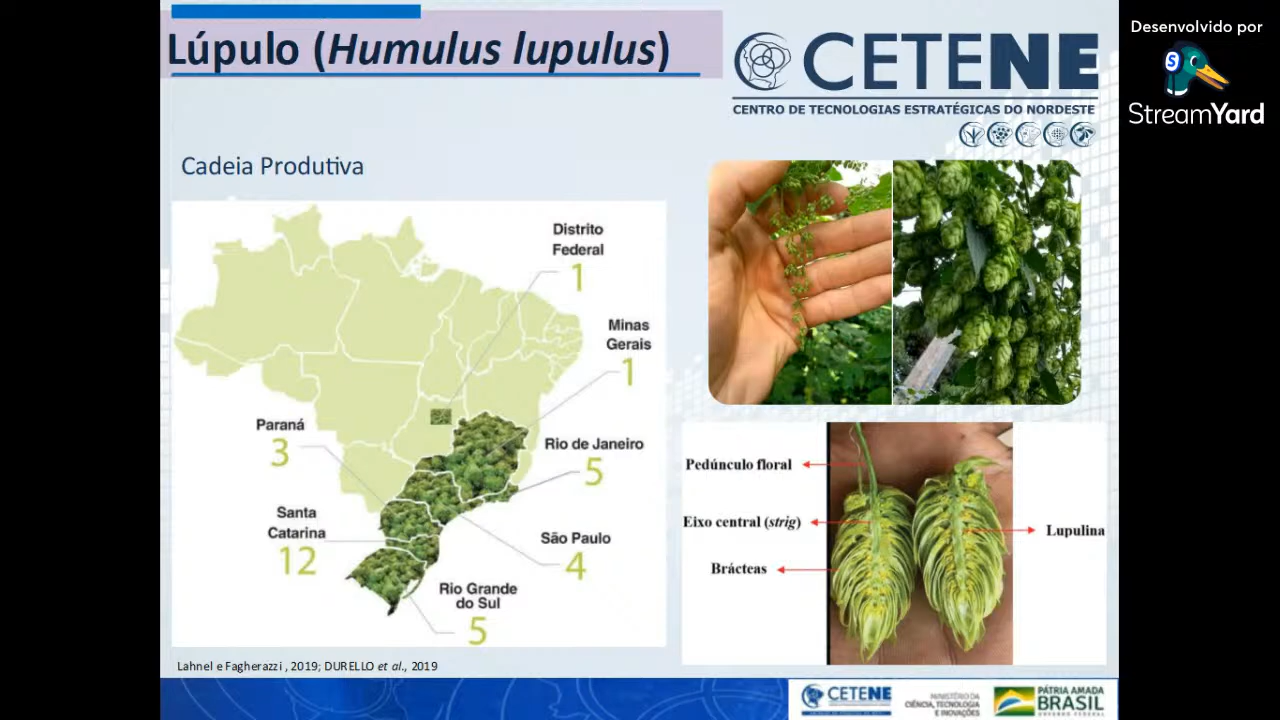 Lúpulo (Humulus lupulus)
CETENE
CENTRO DE TECNOLOGIAS ESTRATÉGICAS DO NORDESTE
Desenvolvido por
StreamYard
Cadeia Produtiva
Distrito
Federal
1
Minas
Gerais
1
Paraná
3
Rio de Janeiro
5
Santa
Catarina
12
São Paulo
4
Rio Grande
do Sul
5
Pedúnculo floral
Eixo central (strig)
Brácteas
Lupulina
Lahnel e Fagherazzi , 2019; DURELLO et al., 2019
CETENE
MINISTÉRIO DA
CIÊNCIA, TECNOLOGIA
E INOVAÇÕES
PÁTRIA AMADA
BRASIL
GOVERNO FEDERAL